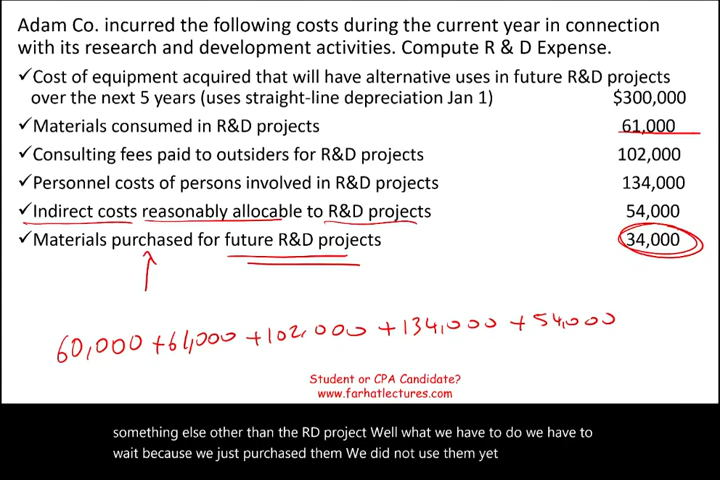 Adam Co. incurred the following costs during the current year in connection
with its research and development activities. Compute R & D Expense.
✓Cost of equipment acquired that will have alternative uses in future R&D projects
over the next 5 years (uses straight-line depreciation Jan 1) $300,000
✓Materials consumed in R&D projects 61,000
✓Consulting fees paid to outsiders for R&D projects 102,000
✓Personnel costs of persons involved in R&D projects 134,000
✓Indirect costs reasonably allocable to R&D projects 54,000
✓Materials purchased for future R&D projects 34,000
60,000 +61,000 +102,000 +134,000 +54,000
Student or CPA Candidate?
www.farhatlectures.com
something else other than the RD project Well what we have to do we have to
wait because we just purchased them We did not use them yet